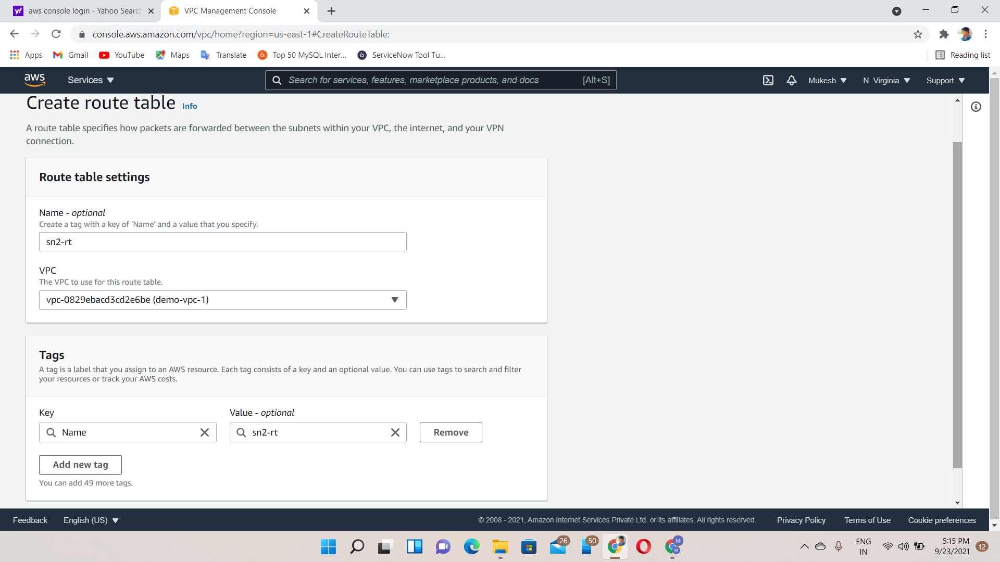 aws console login - Yahoo Search
VPC Management Console
console.aws.amazon.com/vpc/home?region=us-east-1#CreateRouteTable:
Apps
Gmail
YouTube
Maps
Translate
Top 50 MySQL Inter...
ServiceNow Tool Tu...
Reading list
aws
Services
Search for services, features, marketplace products, and docs
[Alt+S]
Mukesh
N. Virginia
Support
Create route table Info
A route table specifies how packets are forwarded between the subnets within your VPC, the internet, and your VPN
connection.
Route table settings
Name - optional
Create a tag with a key of 'Name' and a value that you specify.
sn2-rt
VPC
The VPC to use for this route table.
vpc-0829ebacd3cd2e6be (demo-vpc-1)
Tags
A tag is a label that you assign to an AWS resource. Each tag consists of a key and an optional value. You can use tags to search and filter
your resources or track your AWS costs.
Key
Value - optional
Name
sn2-rt
Remove
Add new tag
You can add 49 more tags.
Feedback
English (US)
© 2008 - 2021, Amazon Internet Services Private Ltd. or its affiliates. All rights reserved.
Privacy Policy
Terms of Use
Cookie preferences
26
50
M
M
ENG
IN
5:15 PM
9/23/2021
12